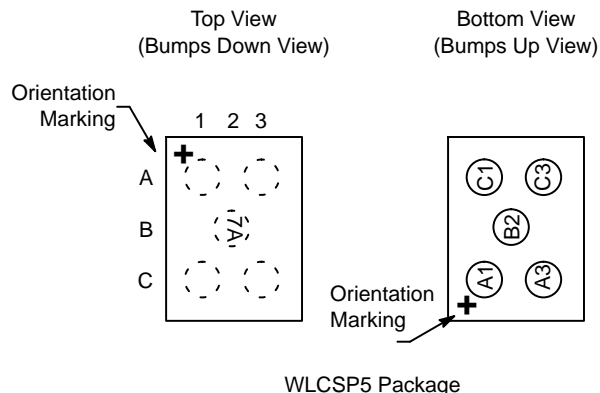 Top View
(Bumps Down View)
Orientation
Marking
1 2 3
A
B
C
7A
Bottom View
(Bumps Up View)
C1 C3
B2
A1 A3
Orientation
Marking
WLCSP5 Package